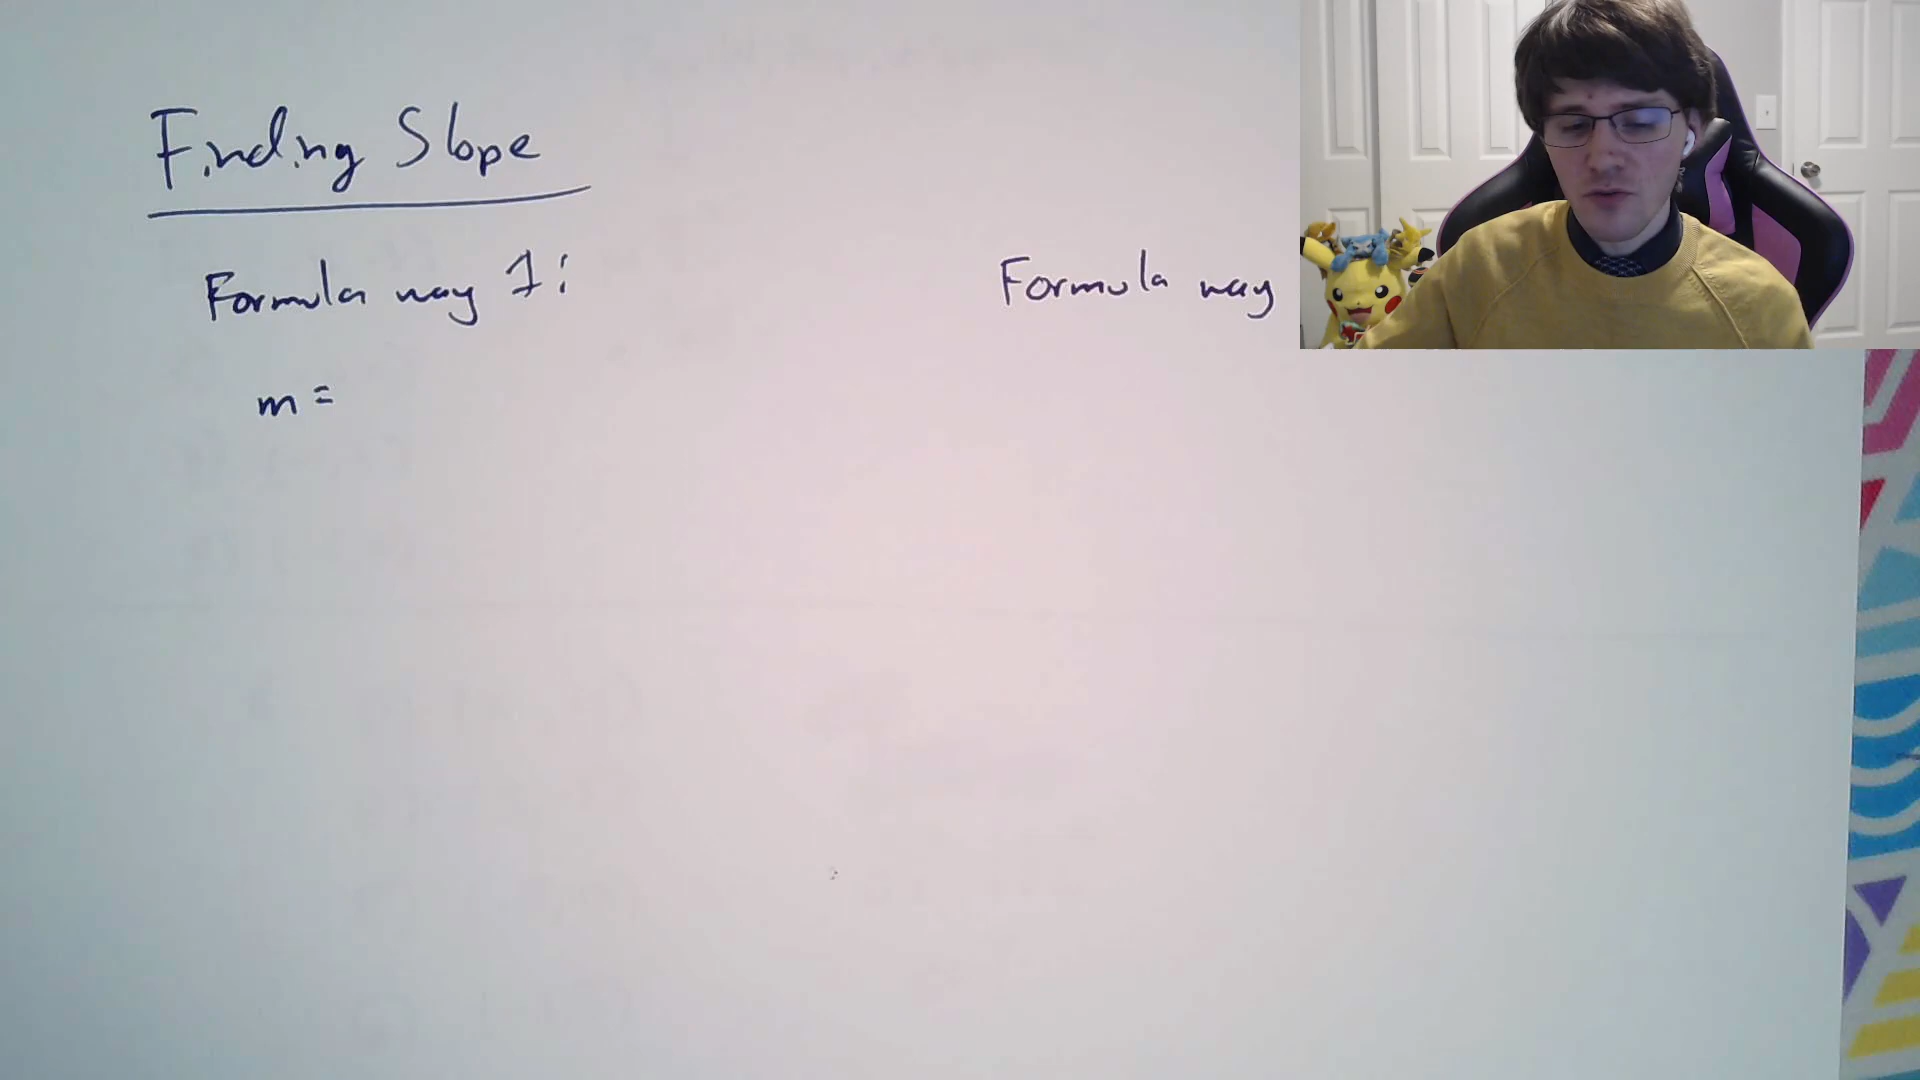 Finding Slope
Formula way 1:
Formula way
m =